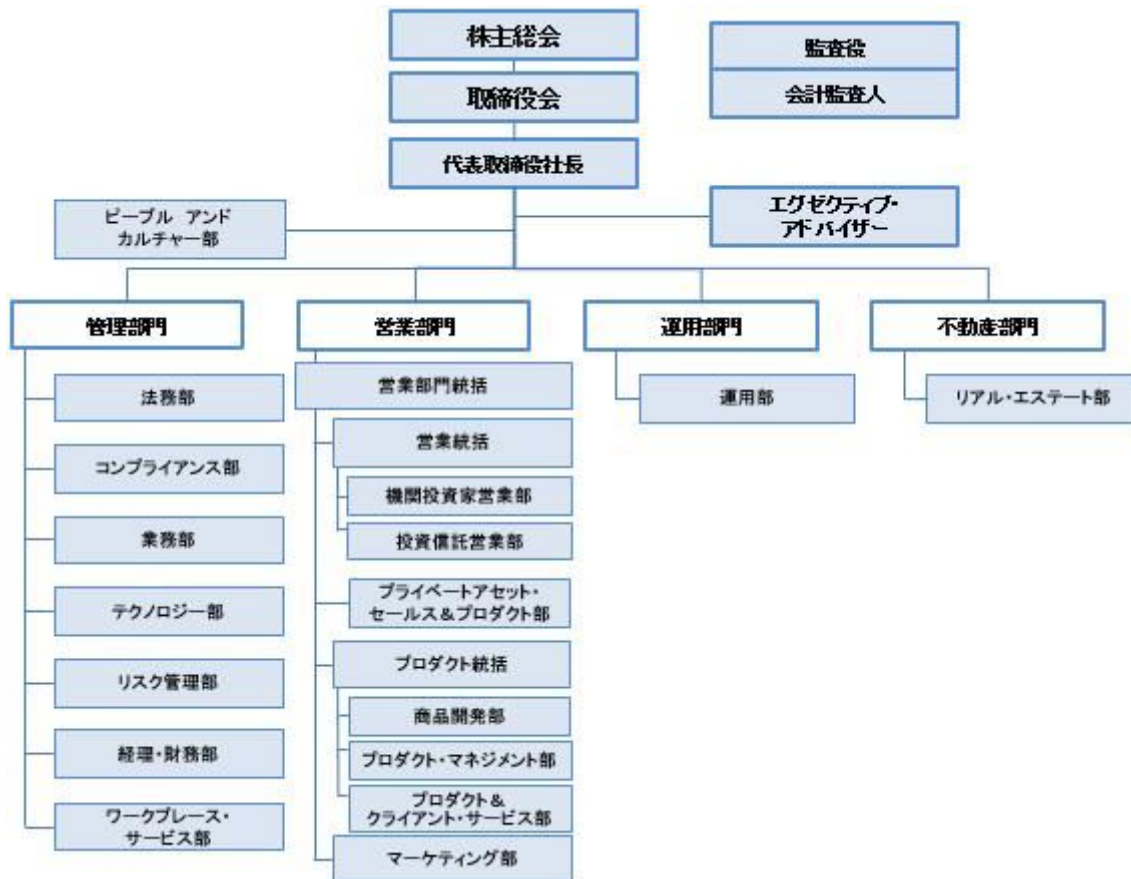 株主総会
監査役
取締役会
会計監査人
代表取締役社長
ピープル アンド
カルチャー部
エグゼクティブ・
アドバイザー
管理部門
営業部門
運用部門
不動産部門
法務部
コンプライアンス部
業務部
テクノロジー部
リスク管理部
経理・財務部
ワークプレース・
サービス部
営業部門統括
営業統括
機関投資家営業部
投資信託営業部
プライベートアセット・
セールス&プロダクト部
プロダクト統括
商品開発部
プロダクト・マネジメント部
プロダクト&
クライアント・サービス部
マーケティング部
運用部
リアル・エステート部